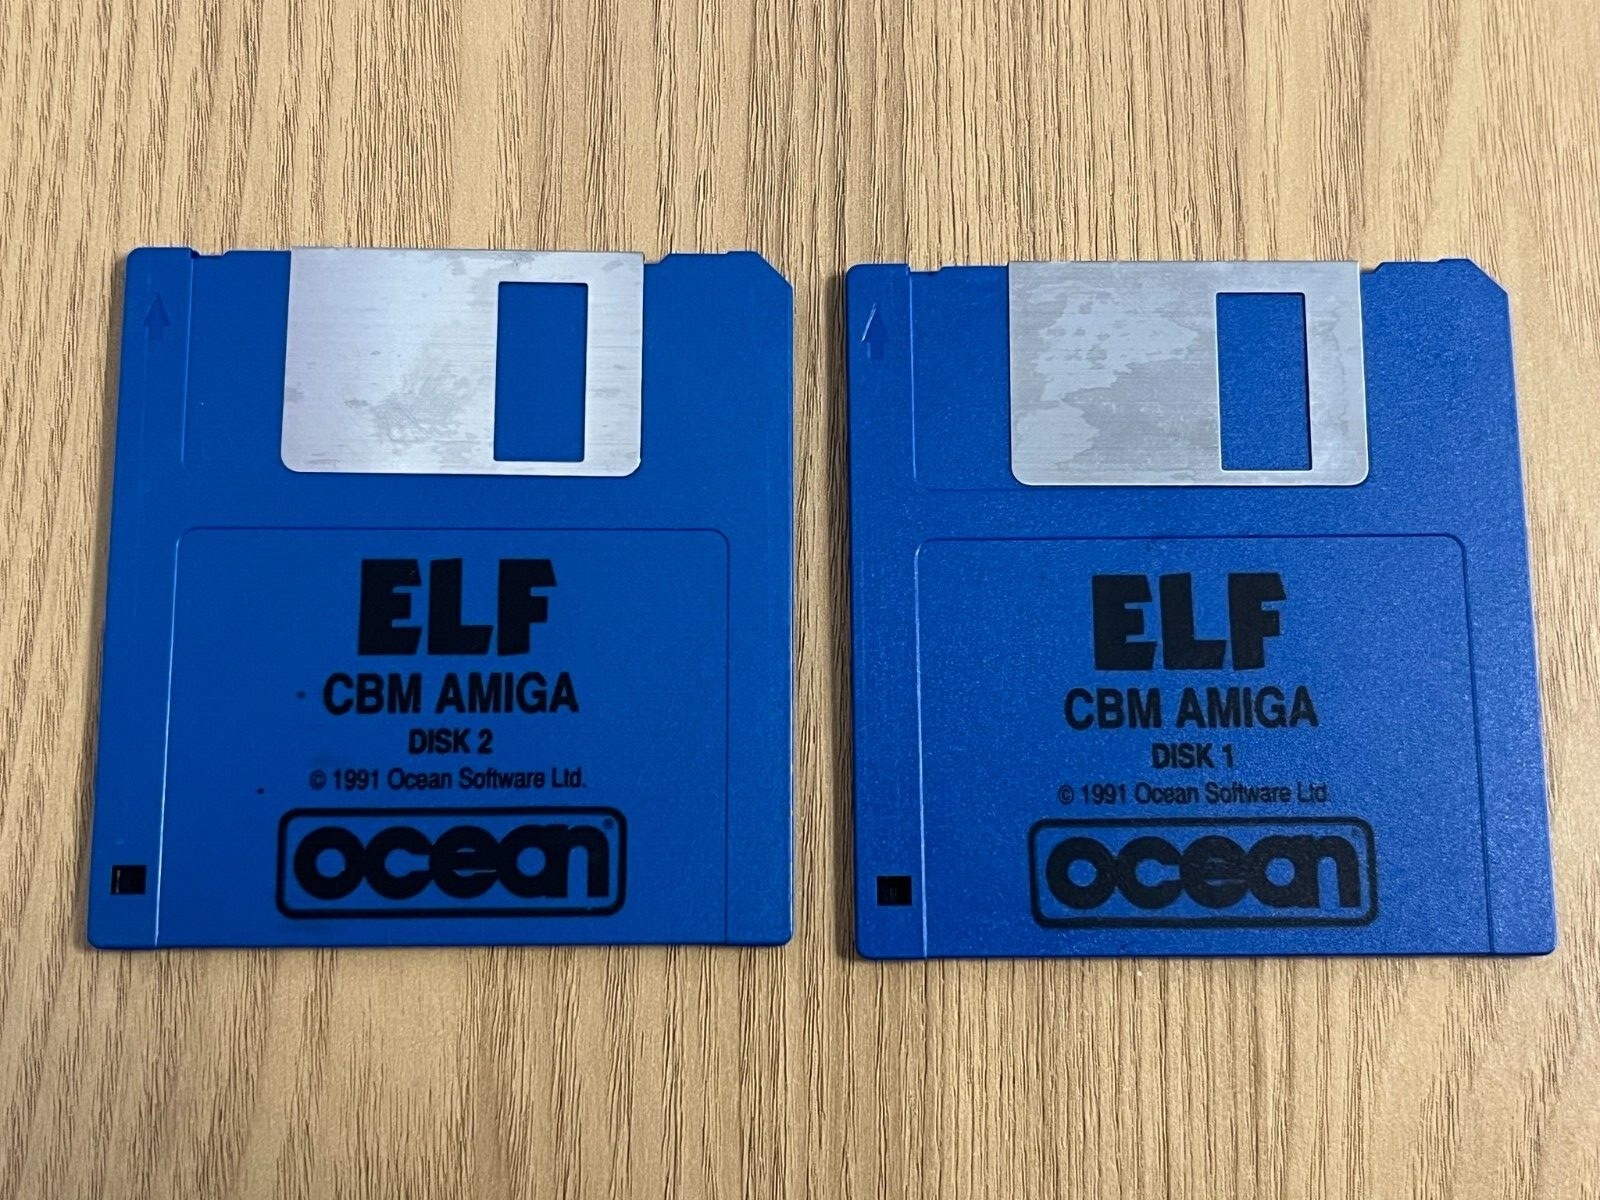 ELF
CBM AMIGA
DISK 2
© 1991 Ocean Software Ltd.
ocean®
ELF
CBM AMIGA
DISK 1
© 1991 Ocean Software Ltd.
ocean®